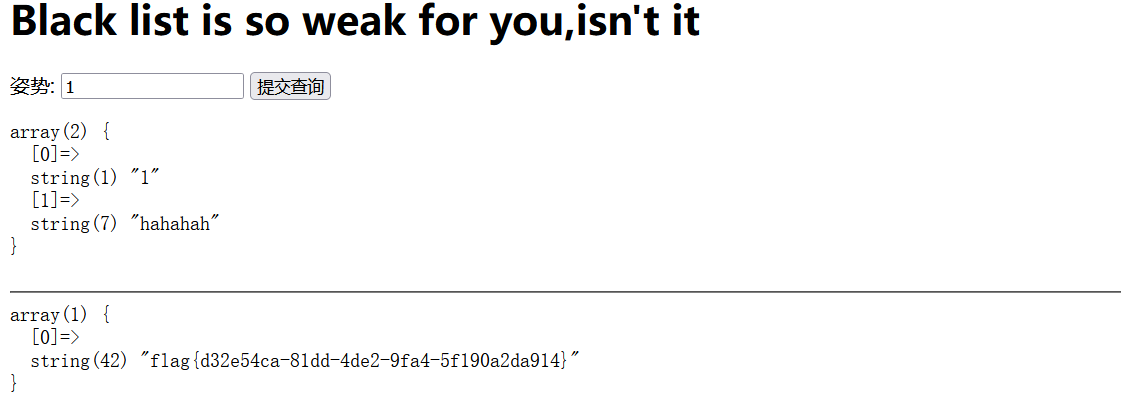 Black list is so weak for you,isn't it
姿势: 1 提交查询
array(2) {
  [0]=>
  string(1) "1"
  [1]=>
  string(7) "hahahah"
}
array(1) {
  [0]=>
  string(42) "flag{d32e54ca-81dd-4de2-9fa4-5f190a2da914}"
}